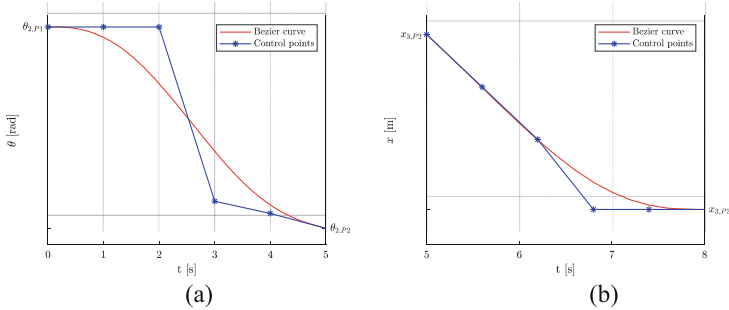 θ2,P1
Bezier curve
Control points
θ [rad]
θ2,P2
0 1 2 3 4 5
t [s]
(a)
x3,P2
Bezier curve
Control points
x [m]
x3,P3
5 6 7 8
t [s]
(b)